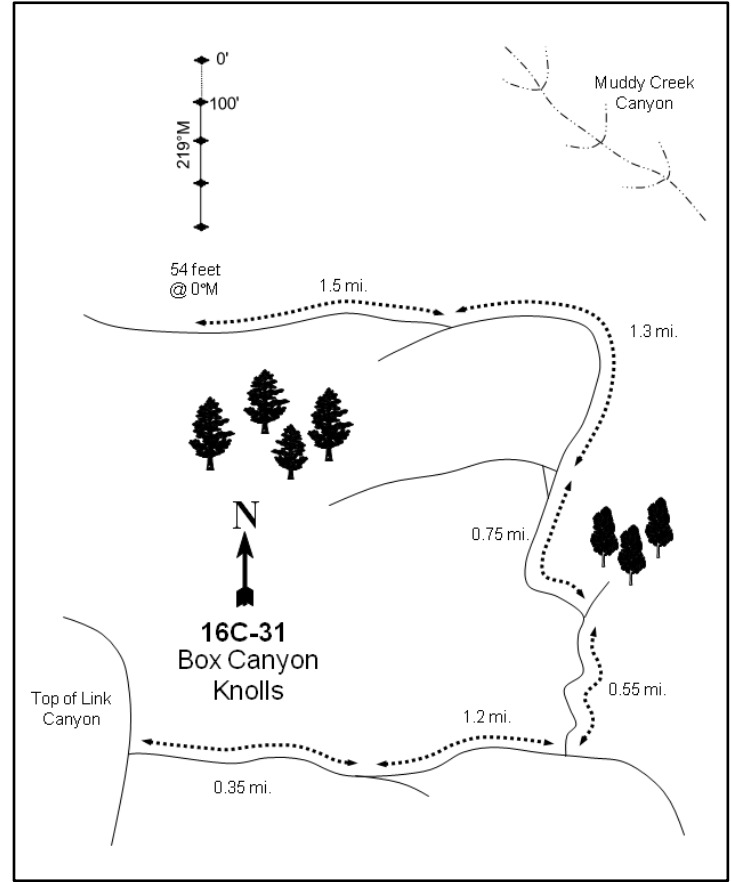 0'
Muddy Creek
Canyon
100'
219°M
54 feet
@ 0°M
1.5 mi.
1.3 mi.
N
0.75 mi.
16C-31
Box Canyon
Knolls
Top of Link
Canyon
0.55 mi.
1.2 mi.
0.35 mi.